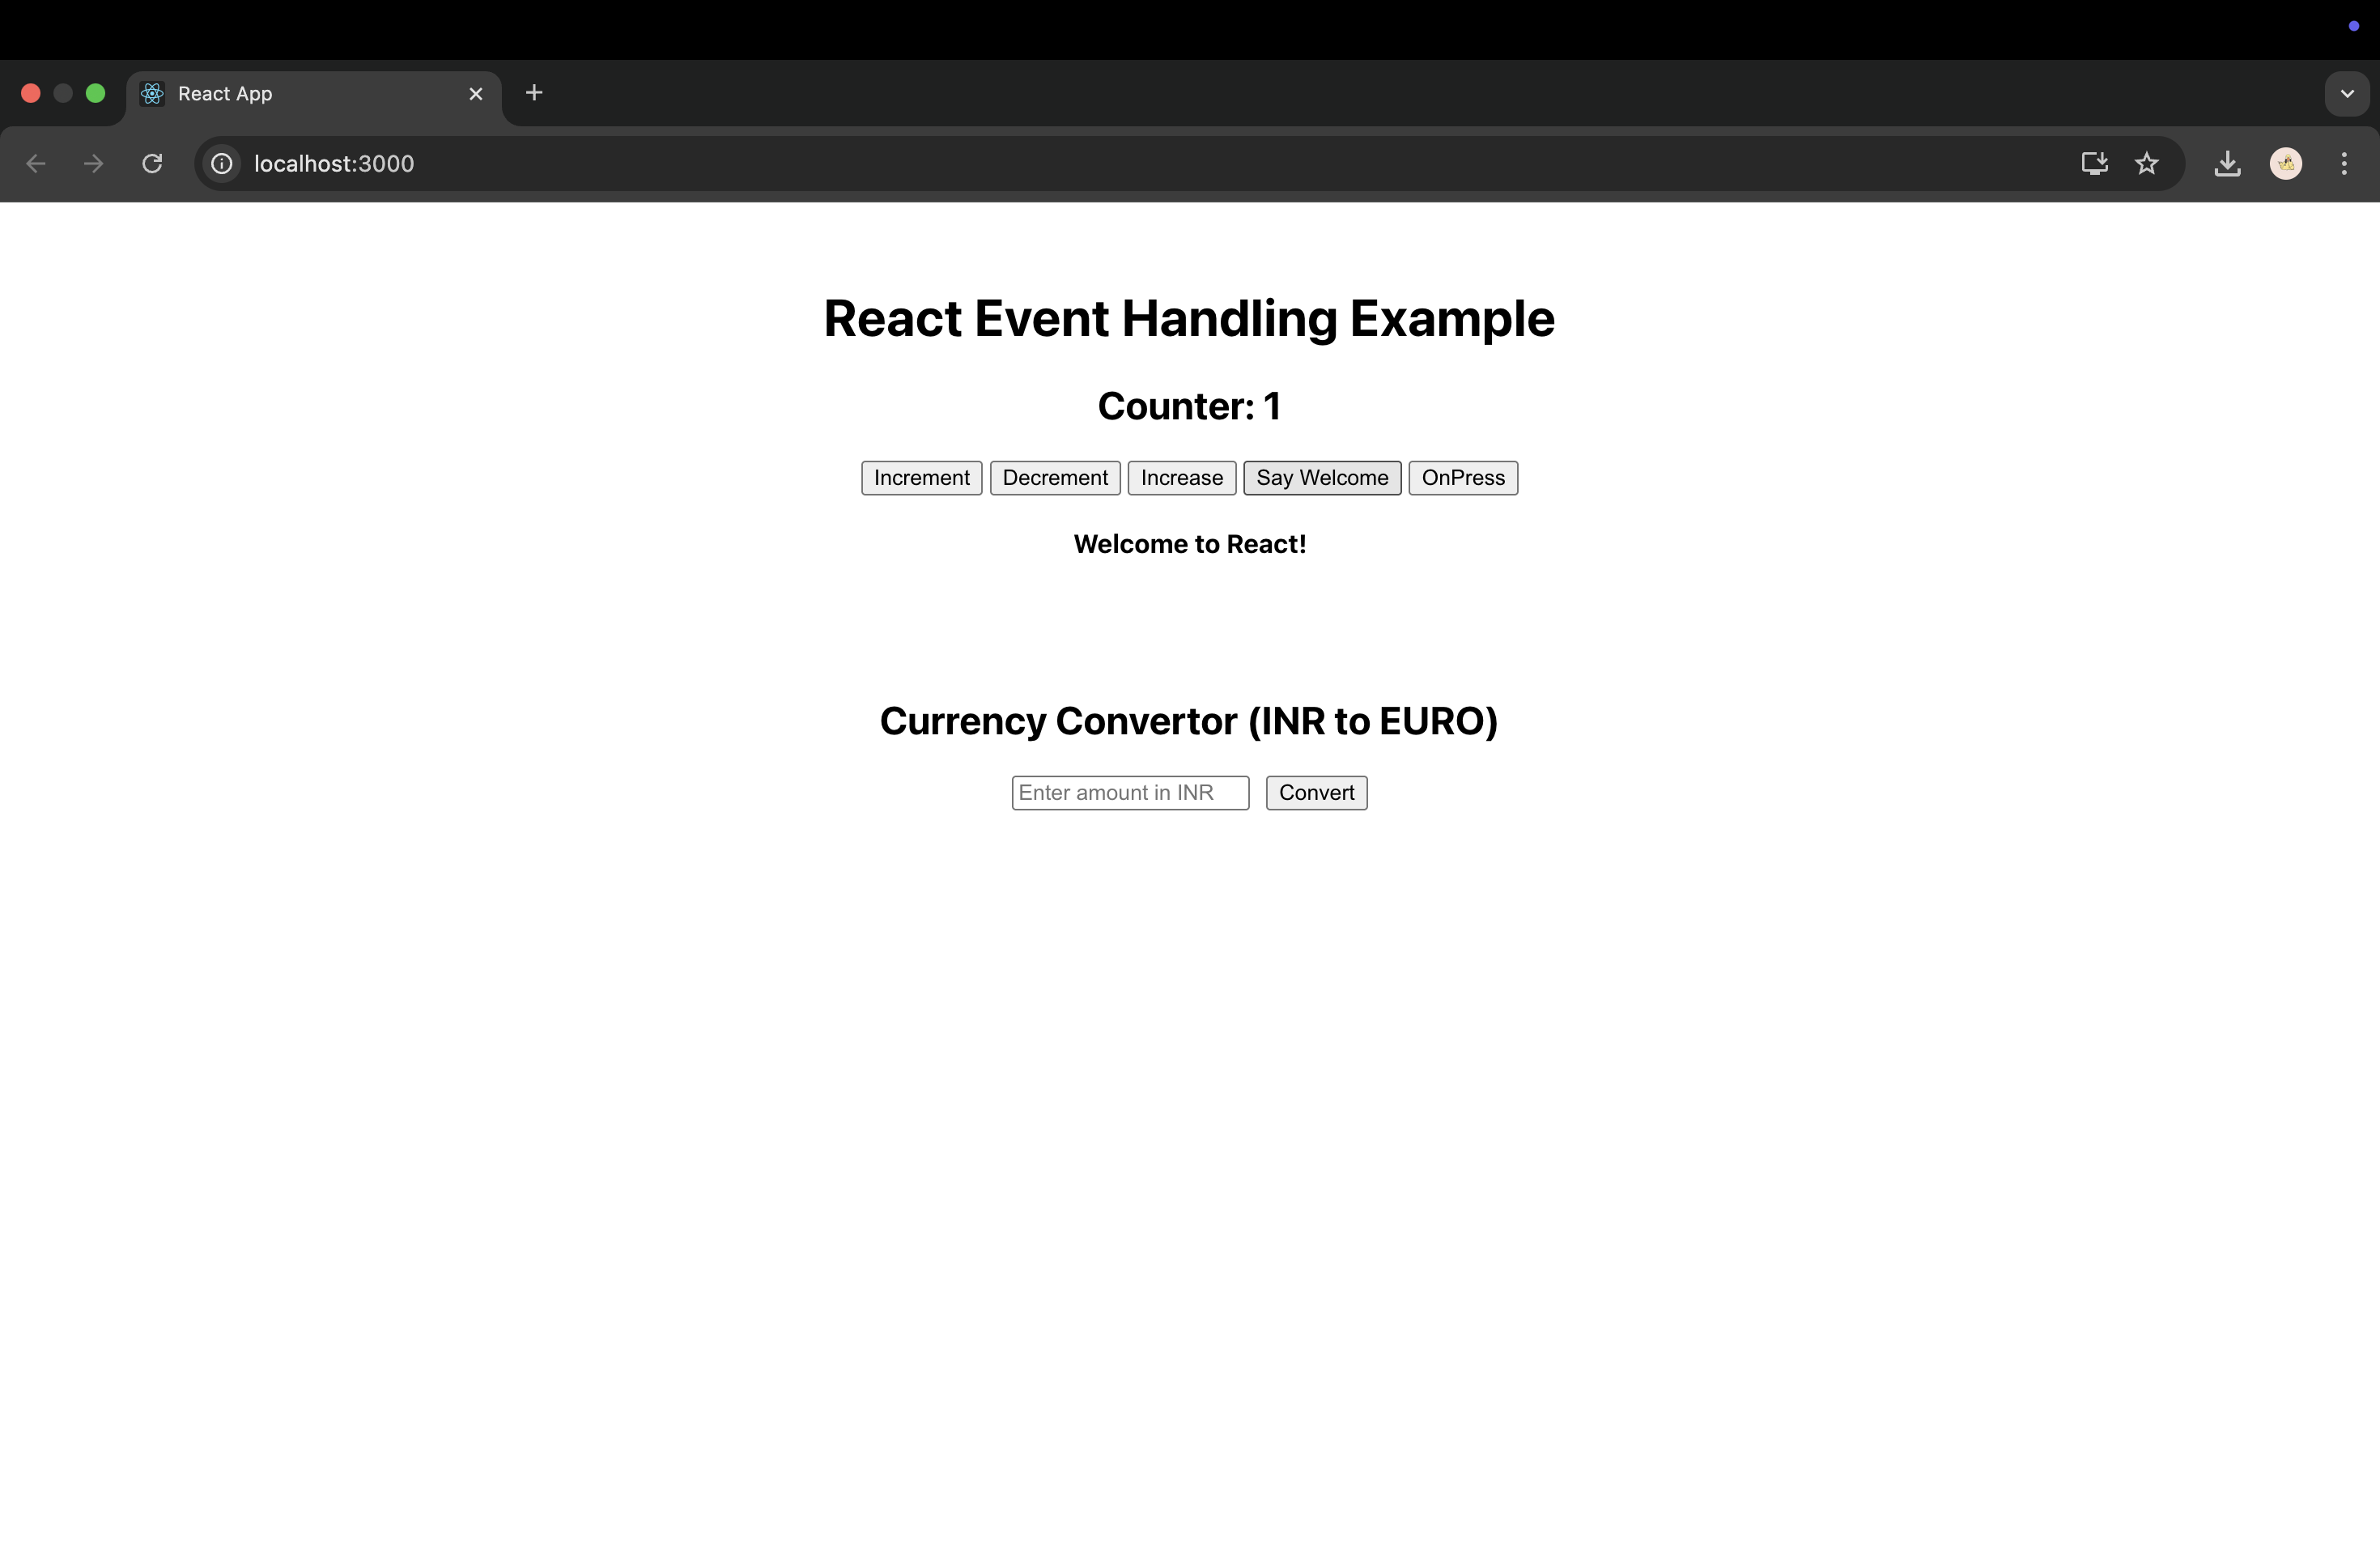 React App
localhost:3000
React Event Handling Example
Counter: 1
Increment Decrement Increase Say Welcome OnPress
Welcome to React!
Currency Convertor (INR to EURO)
Enter amount in INR Convert